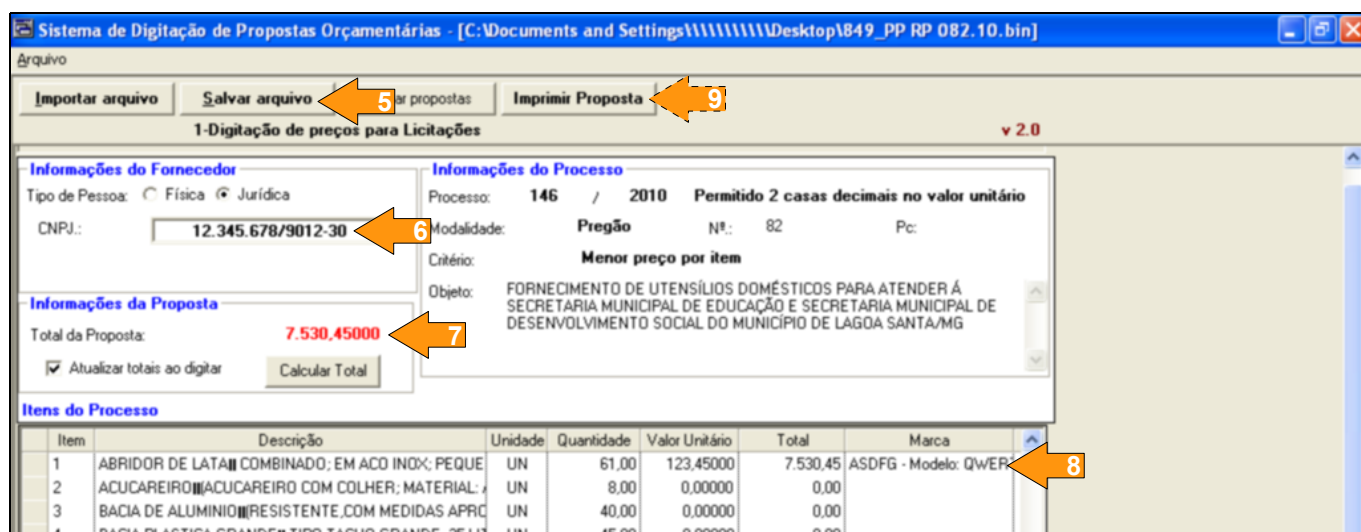 Sistema de Digitação de Propostas Orçamentárias - [C:\Documents and Settings\\\\\\\\\\\Desktop\849_PP RP 082.10.bin]
Arquivo
Importar arquivo Salvar arquivo 5 propostas Imprimir Proposta 9
1-Digitação de preços para Licitações v 2.0
Informações do Fornecedor
Tipo de Pessoa: Física Jurídica
CNPJ.: 12.345.678/9012-30 6
Informações do Processo
Processo: 146 / 2010 Permitido 2 casas decimais no valor unitário
Modalidade: Pregão Nº.: 82 Pc:
Critério: Menor preço por item
Objeto: FORNECIMENTO DE UTENSÍLIOS DOMÉSTICOS PARA ATENDER Á
SECRETARIA MUNICIPAL DE EDUCAÇÃO E SECRETARIA MUNICIPAL DE
DESENVOLVIMENTO SOCIAL DO MUNICÍPIO DE LAGOA SANTA/MG
Informações da Proposta
Total da Proposta: 7.530,45000 7
Atualizar totais ao digitar Calcular Total
Itens do Processo
Item Descrição Unidade Quantidade Valor Unitário Total Marca
1 ABRIDOR DE LATA|| COMBINADO; EM ACO INOX; PEQUE UN 61,00 123,45000 7.530,45 ASDFG - Modelo: QWER 8
2 ACUCAREIRO|||(ACUCAREIRO COM COLHER; MATERIAL: UN 8,00 0,00000 0,00
3 BACIA DE ALUMINIO|||(RESISTENTE,COM MEDIDAS APRO UN 40,00 0,00000 0,00